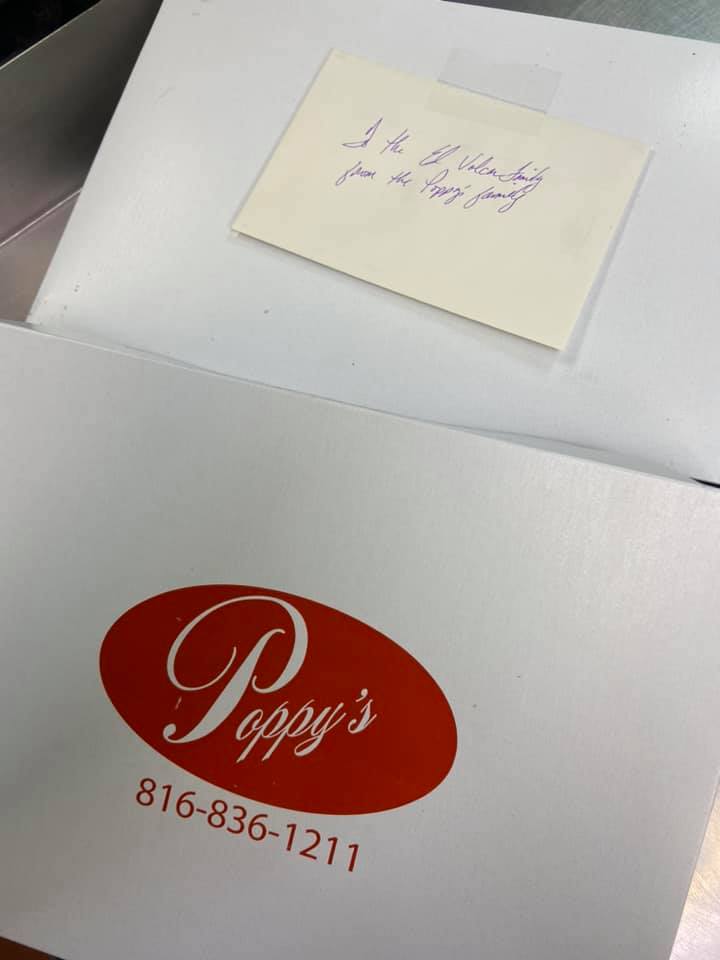 To the El Volcan family
from the Poppy's family
Poppy's
816-836-1211